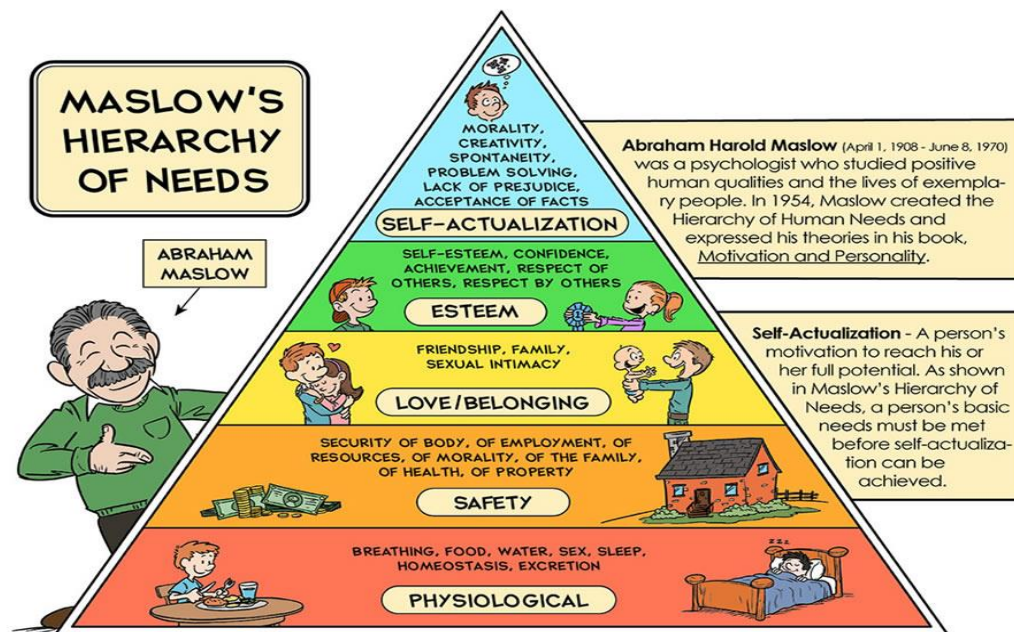 MASLOW'S
HIERARCHY
OF NEEDS
ABRAHAM
MASLOW
MORALITY,
CREATIVITY,
SPONTANEITY,
PROBLEM SOLVING,
LACK OF PREJUDICE,
ACCEPTANCE OF FACTS
SELF-ACTUALIZATION
SELF-ESTEEM, CONFIDENCE,
ACHIEVEMENT, RESPECT OF
OTHERS, RESPECT BY OTHERS
ESTEEM
FRIENDSHIP, FAMILY,
SEXUAL INTIMACY
LOVE/BELONGING
SECURITY OF BODY, OF EMPLOYMENT, OF
RESOURCES, OF MORALITY, OF THE FAMILY,
OF HEALTH, OF PROPERTY
SAFETY
BREATHING, FOOD, WATER, SEX, SLEEP,
HOMEOSTASIS, EXCRETION
PHYSIOLOGICAL
ZZZ
Abraham Harold Maslow (April 1, 1908 - June 8, 1970)
was a psychologist who studied positive
human qualities and the lives of exempla-
ry people. In 1954, Maslow created the
Hierarchy of Human Needs and
expressed his theories in his book,
Motivation and Personality.
Self-Actualization - A person's
motivation to reach his or
her full potential. As shown
in Maslow's Hierarchy of
Needs, a person's basic
needs must be met
before self-actualiza-
tion can be
achieved.